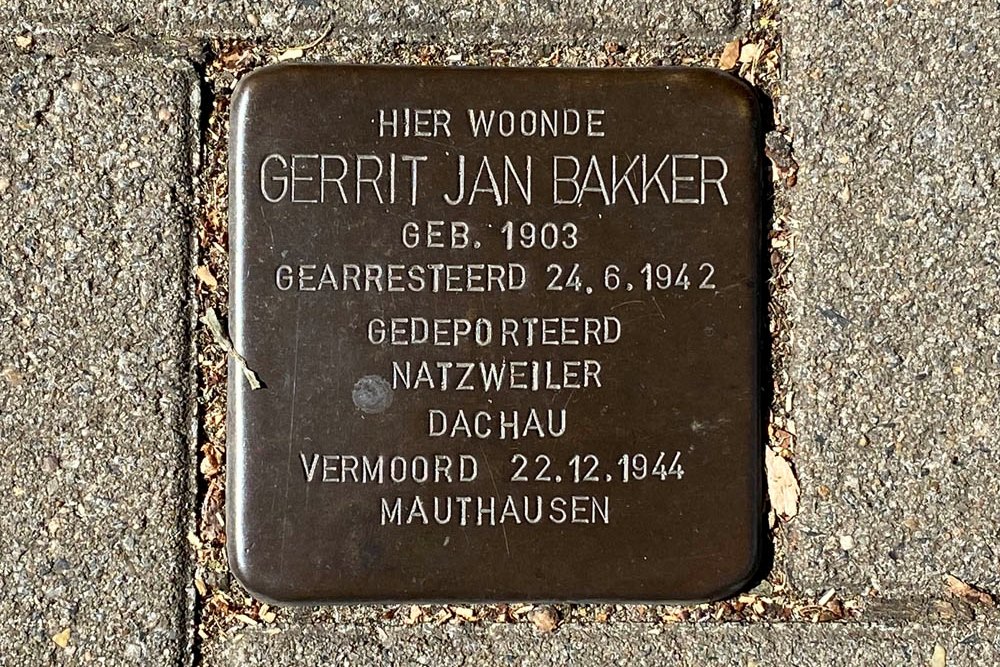 HIER WOONDE
GERRIT JAN BAKKER
GEB. 1903
GEARRESTEERD 24.6.1942
GEDEPORTEERD
NATZWEILER
DACHAU
VERMOORD 22.12.1944
MAUTHAUSEN